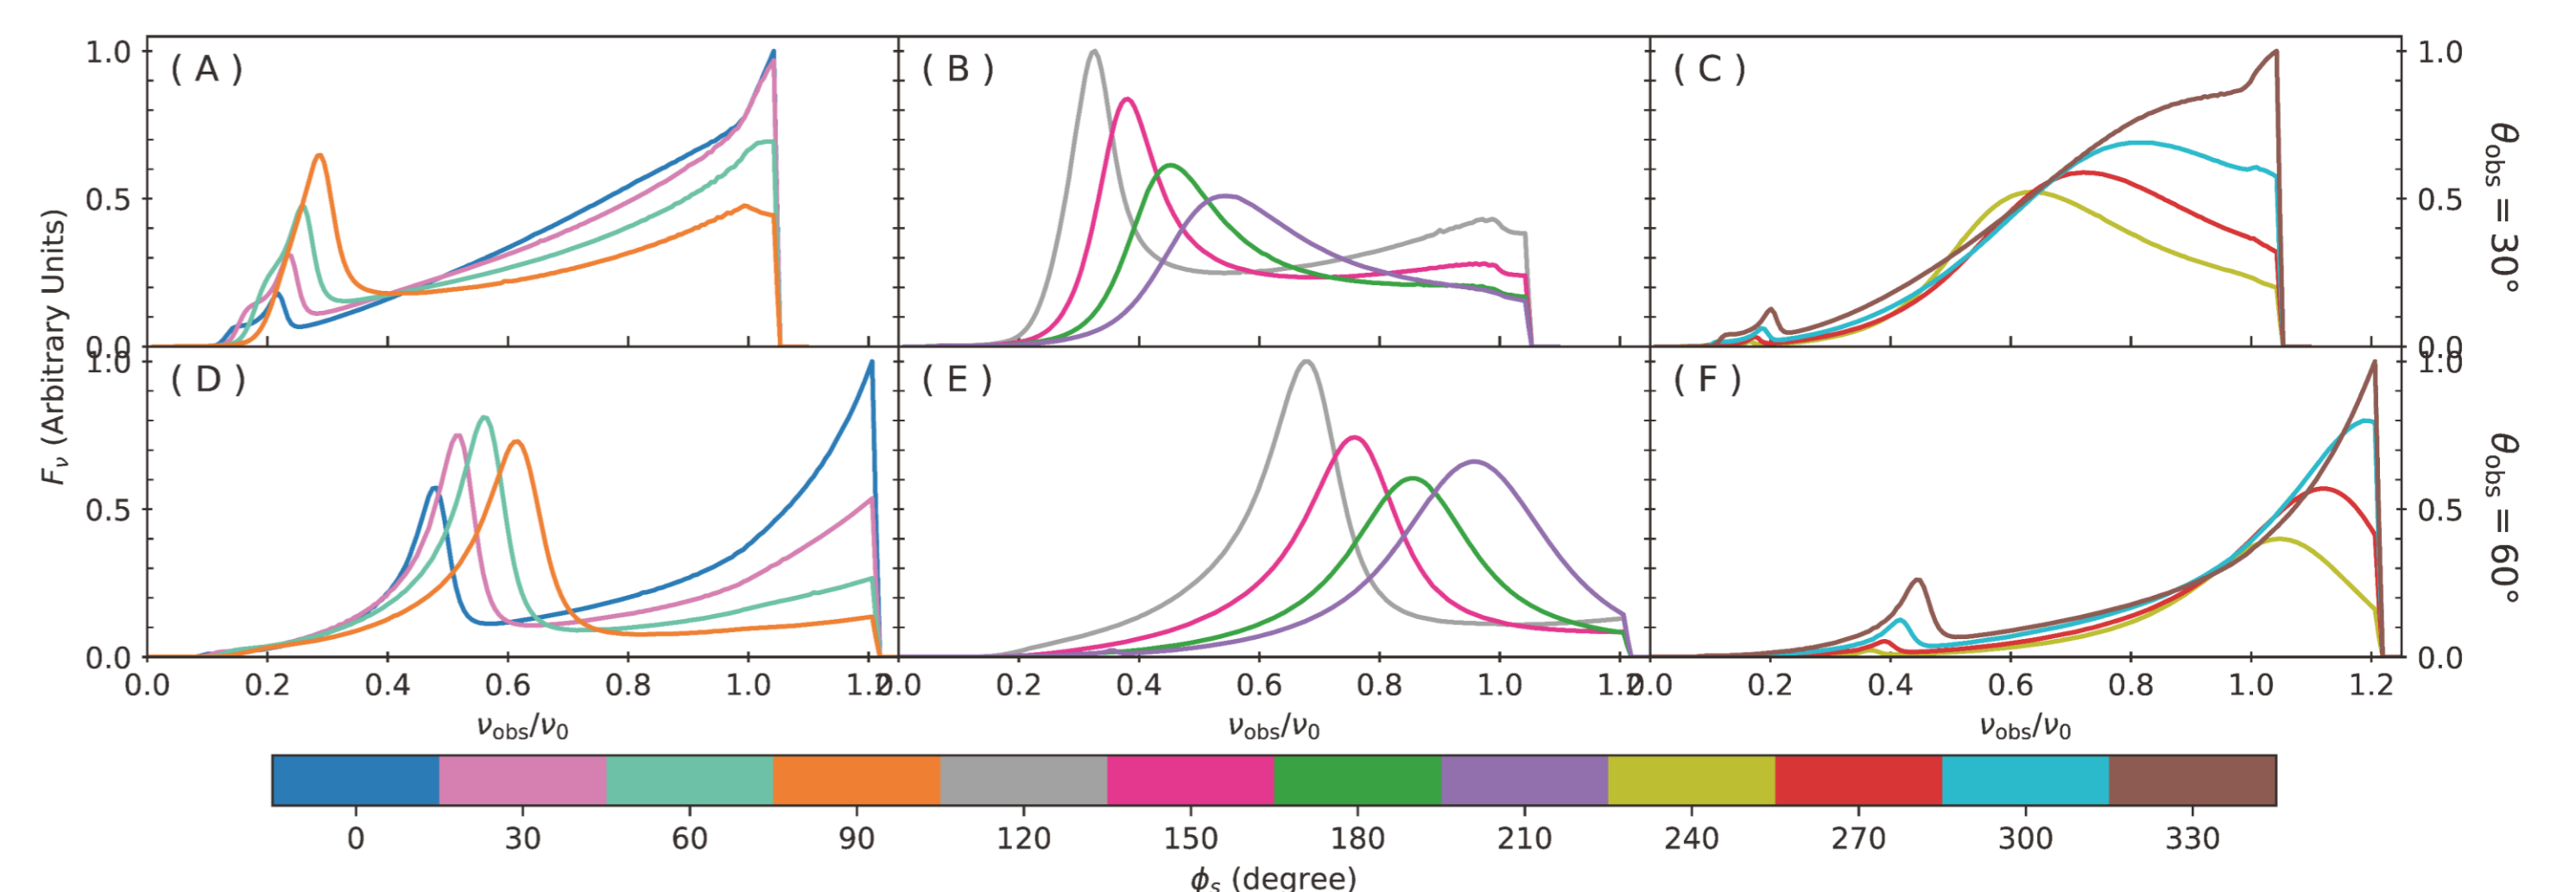 ( A )
( B )
( C )
1.0
0.5
0.0
1.0
0.5
0.0
θobs = 30°
Fν (Arbitrary Units)
( D )
( E )
( F )
1.0
0.5
0.0
1.0
0.5
0.0
θobs = 60°
0.0 0.2 0.4 0.6 0.8 1.0 1.2
0.0 0.2 0.4 0.6 0.8 1.0 1.2
0.0 0.2 0.4 0.6 0.8 1.0 1.2
νobs/ν0
νobs/ν0
νobs/ν0
0 30 60 90 120 150 180 210 240 270 300 330
ϕs (degree)